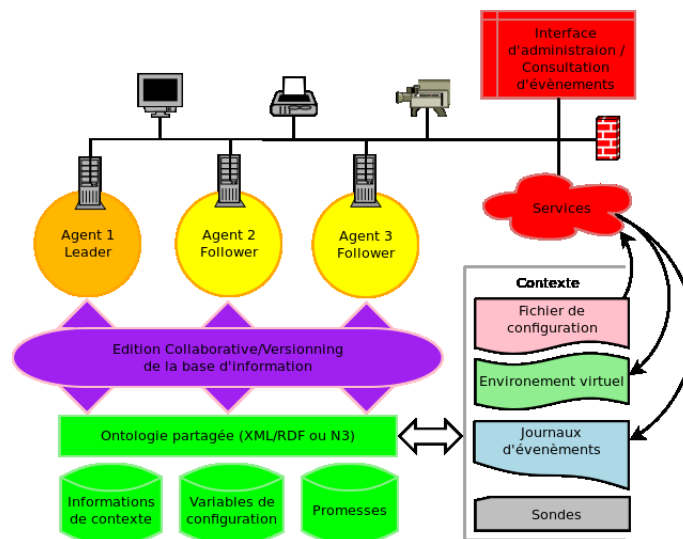 Interface
d'administraion /
Consultation
d'évènements
Agent 1
Leader
Agent 2
Follower
Agent 3
Follower
Services
Contexte
Fichier de
configuration
Edition Collaborative/Versionning
de la base d'information
Environement virtuel
Ontologie partagée (XML/RDF ou N3)
Journaux
d'évenèments
Informations
de contexte
Variables de
configuration
Promesses
Sondes